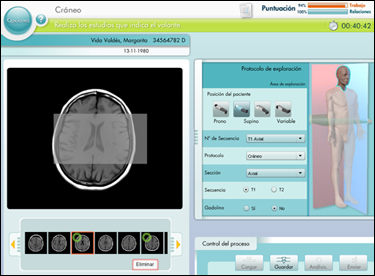 Cráneo
Opciones
?
Puntuación
94%
Trabajo
100%
Relaciones
Realiza los estudios que indica el volante
00:40:42
Vida Valdés, Margarita 34564782 D
13-11-1980
Protocolo de exploración
Área de exploración
Posición del paciente
Prono
Supino
Variable
N° de Secuencia
T1 Axial
Protocolo
Cráneo
Sección
Axial
Secuencia
T1
T2
Gadolino
Sí
No
Eliminar
Control del proceso
Cargar
Guardar
Análisis
Enviar